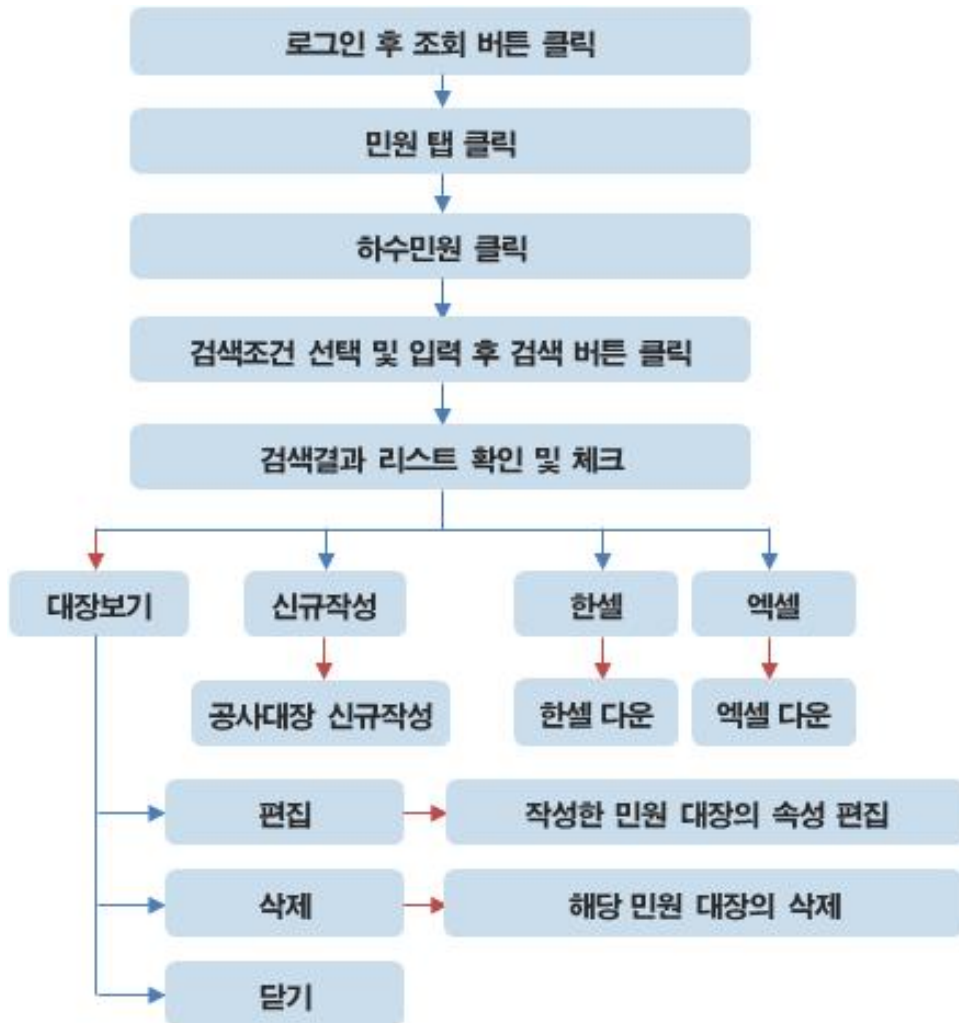 로그인 후 조회 버튼 클릭
민원 탭 클릭
하수민원 클릭
검색조건 선택 및 입력 후 검색 버튼 클릭
검색결과 리스트 확인 및 체크
대장보기
신규작성
한셀
엑셀
공사대장 신규작성
한셀 다운
엑셀 다운
편집
작성한 민원 대장의 속성 편집
삭제
해당 민원 대장의 삭제
닫기